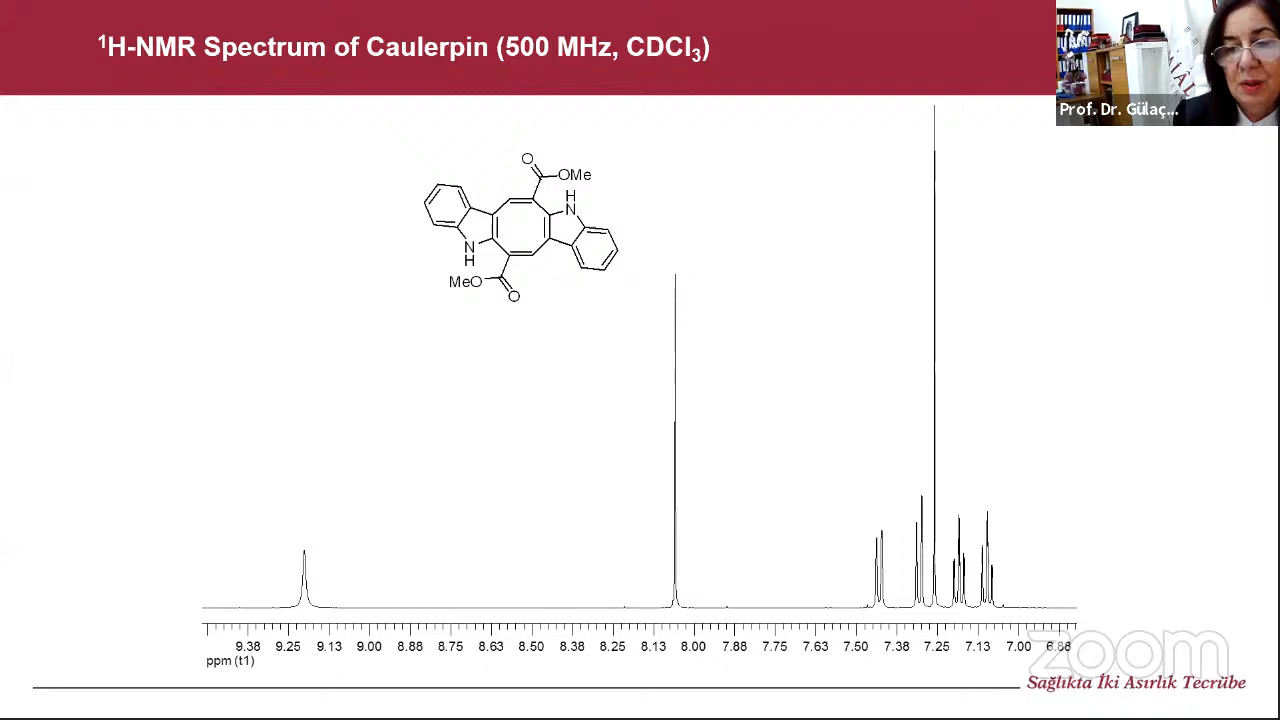 ¹H-NMR Spectrum of Caulerpin (500 MHz, CDCl₃)
Prof. Dr. Gülaç...
O
OMe
H
N
N
H
MeO
O
9.38 9.25 9.13 9.00 8.88 8.75 8.63 8.50 8.38 8.25 8.13 8.00 7.88 7.75 7.63 7.50 7.38 7.25 7.13 7.00 6.88
ppm (t1)
zoom
Sağlıkta İki Asırlık Tecrübe